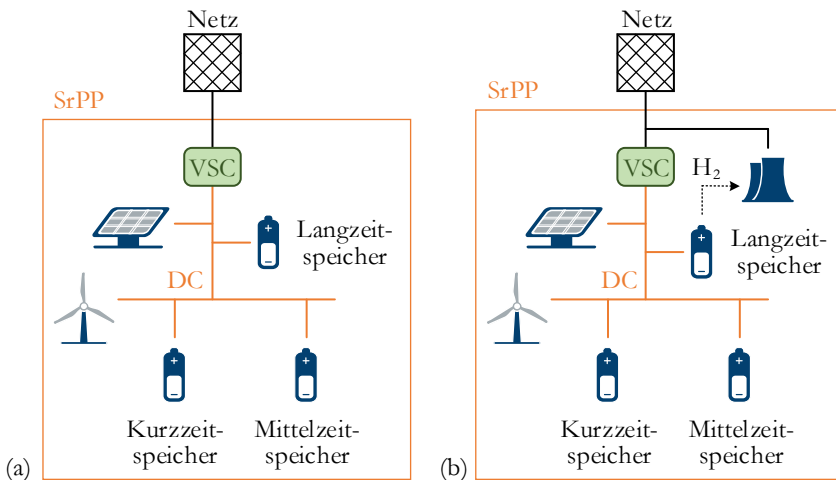 Netz
SrPP
VSC
Langzeit-
speicher
DC
+
−
+
−
+
−
Kurzzeit-
speicher
Mittelzeit-
speicher
(a)
Netz
SrPP
VSC
H₂
Langzeit-
speicher
DC
+
−
+
−
+
−
Kurzzeit-
speicher
Mittelzeit-
speicher
(b)